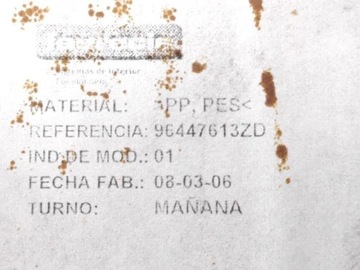 MATERIAL: >PP, PES<
REFERENCIA: 96447613ZD
IND DE MOD.: 01
FECHA FAB.: 08-03-06
TURNO: MAÑANA